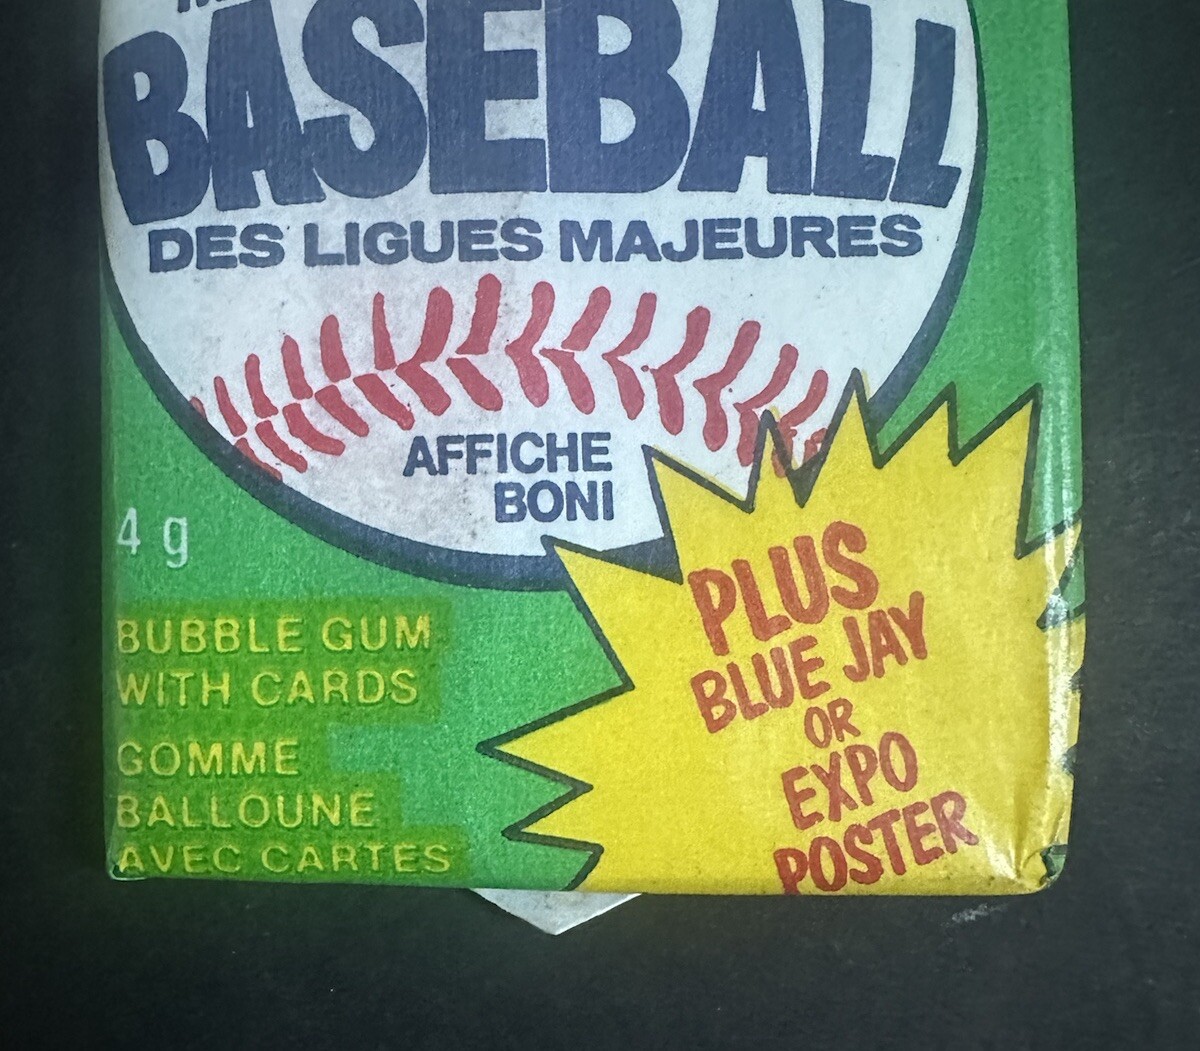 BASEBALL
DES LIGUES MAJEURES
AFFICHE
BONI
4 g
BUBBLE GUM
WITH CARDS
GOMME
BALLOUNE
AVEC CARTES
PLUS
BLUE JAY
OR
EXPO
POSTER